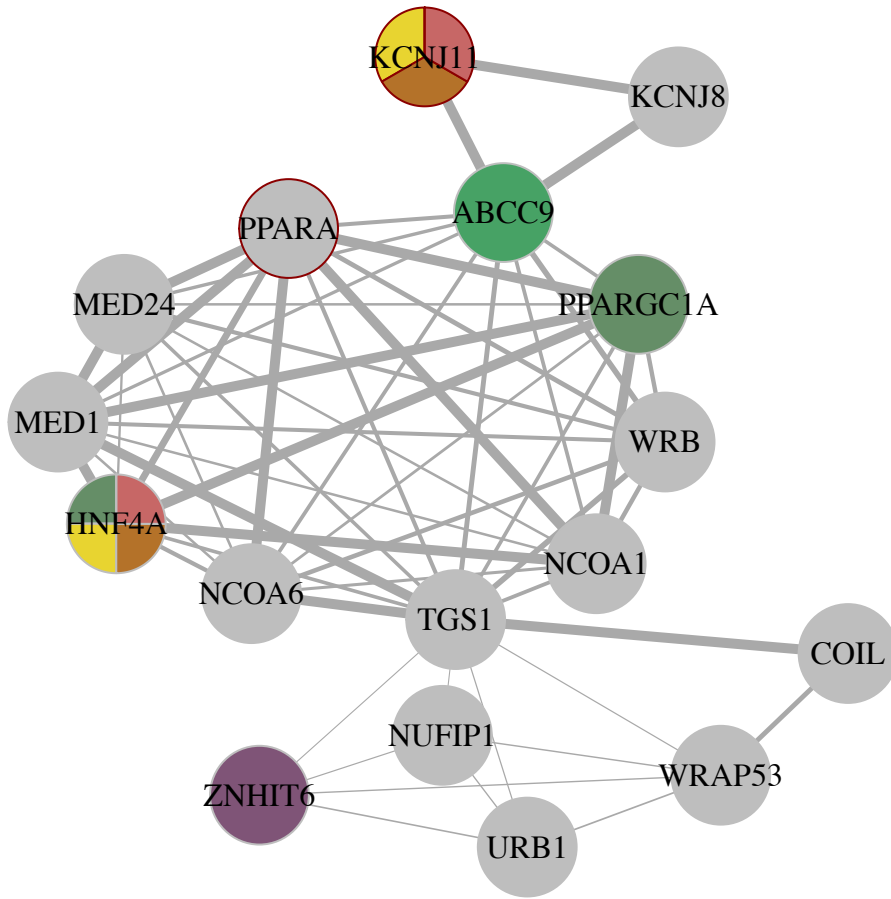 KCNJ11
KCNJ8
ABCC9
PPARA
MED24
PPARGC1A
MED1
WRB
HNF4A
NCOA1
NCOA6
TGS1
COIL
NUFIP1
WRAP53
ZNHIT6
URB1